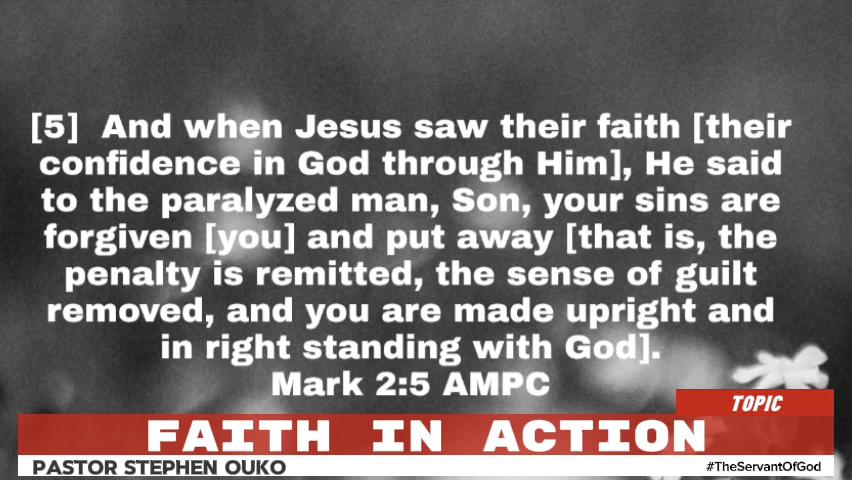 [5] And when Jesus saw their faith [their
confidence in God through Him], He said
to the paralyzed man, Son, your sins are
forgiven [you] and put away [that is, the
penalty is remitted, the sense of guilt
removed, and you are made upright and
in right standing with God].
Mark 2:5 AMPC
TOPIC
FAITH IN ACTION
PASTOR STEPHEN OUKO
#TheServantOfGod